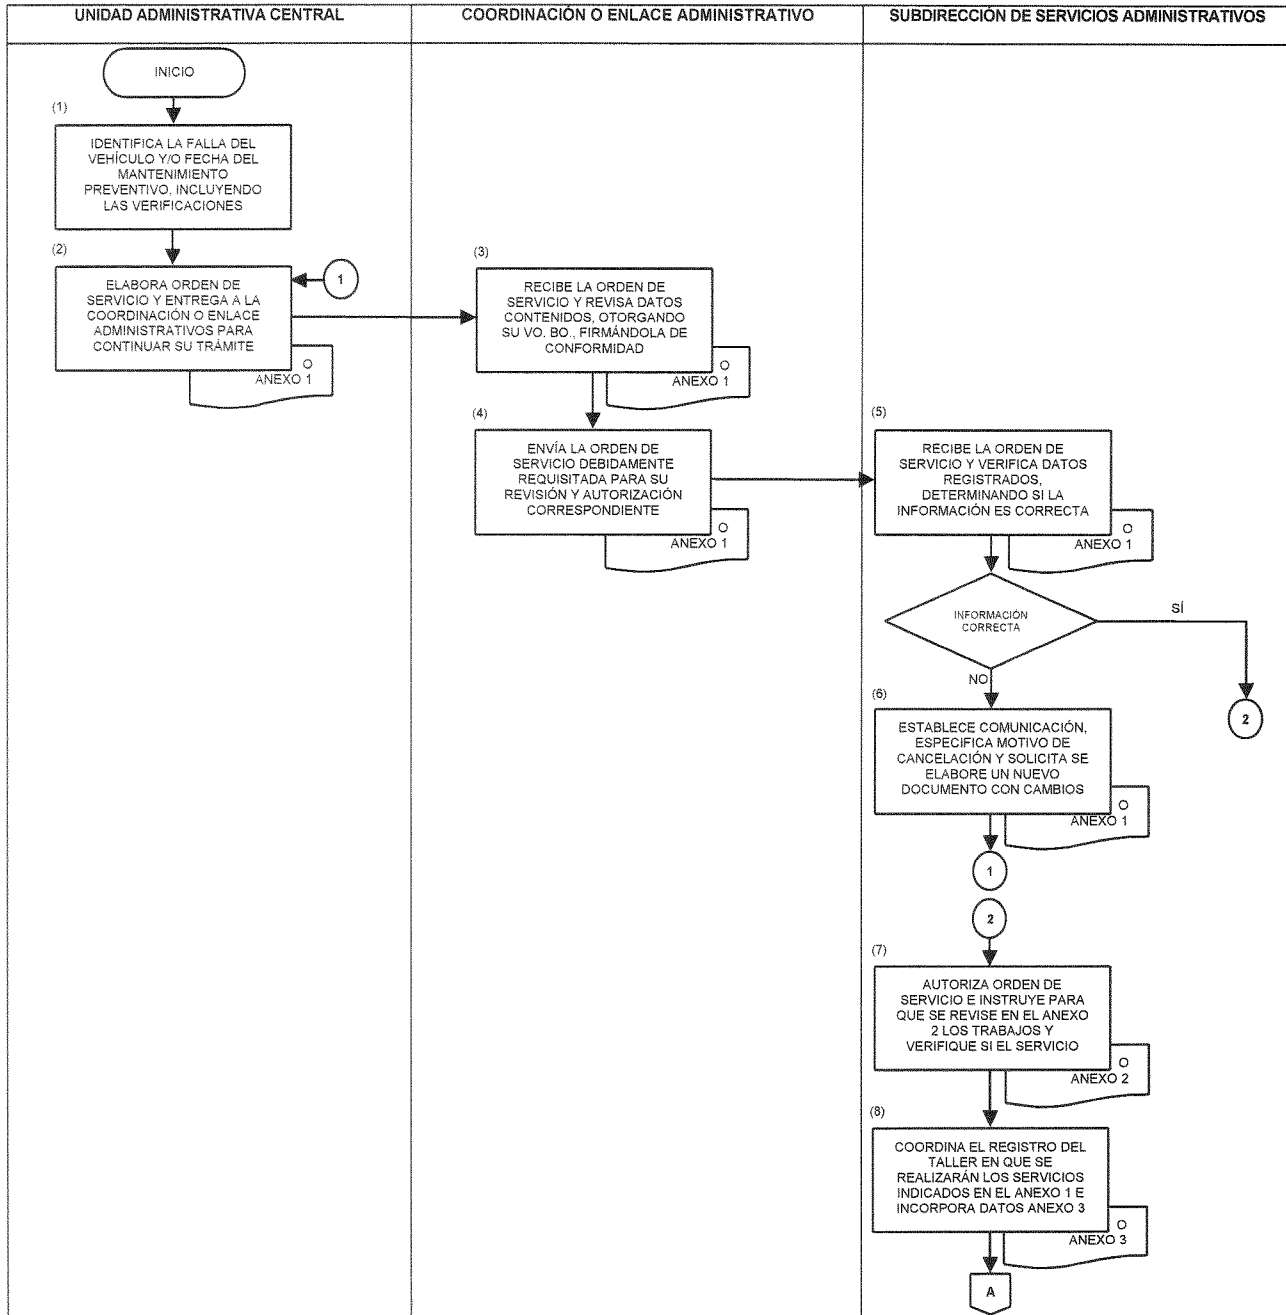 UNIDAD ADMINISTRATIVA CENTRAL
COORDINACIÓN O ENLACE ADMINISTRATIVO
SUBDIRECCIÓN DE SERVICIOS ADMINISTRATIVOS
INICIO
(1)
IDENTIFICA LA FALLA DEL
VEHÍCULO Y/O FECHA DEL
MANTENIMIENTO
PREVENTIVO, INCLUYENDO
LAS VERIFICACIONES
(2)
ELABORA ORDEN DE
SERVICIO Y ENTREGA A LA
COORDINACIÓN O ENLACE
ADMINISTRATIVOS PARA
CONTINUAR SU TRÁMITE
1
O
ANEXO 1
(3)
RECIBE LA ORDEN DE
SERVICIO Y REVISA DATOS
CONTENIDOS, OTORGANDO
SU VO. BO., FIRMÁNDOLA DE
CONFORMIDAD
O
ANEXO 1
(4)
ENVÍA LA ORDEN DE
SERVICIO DEBIDAMENTE
REQUISITADA PARA SU
REVISIÓN Y AUTORIZACIÓN
CORRESPONDIENTE
O
ANEXO 1
(5)
RECIBE LA ORDEN DE
SERVICIO Y VERIFICA DATOS
REGISTRADOS,
DETERMINANDO SI LA
INFORMACIÓN ES CORRECTA
O
ANEXO 1
INFORMACIÓN
CORRECTA
SÍ
2
NO
(6)
ESTABLECE COMUNICACIÓN,
ESPECIFICA MOTIVO DE
CANCELACIÓN Y SOLICITA SE
ELABORE UN NUEVO
DOCUMENTO CON CAMBIOS
O
ANEXO 1
1
2
(7)
AUTORIZA ORDEN DE
SERVICIO E INSTRUYE PARA
QUE SE REVISE EN EL ANEXO
2 LOS TRABAJOS Y
VERIFIQUE SI EL SERVICIO
O
ANEXO 2
(8)
COORDINA EL REGISTRO DEL
TALLER EN QUE SE
REALIZARÁN LOS SERVICIOS
INDICADOS EN EL ANEXO 1 E
INCORPORA DATOS ANEXO 3
O
ANEXO 3
A